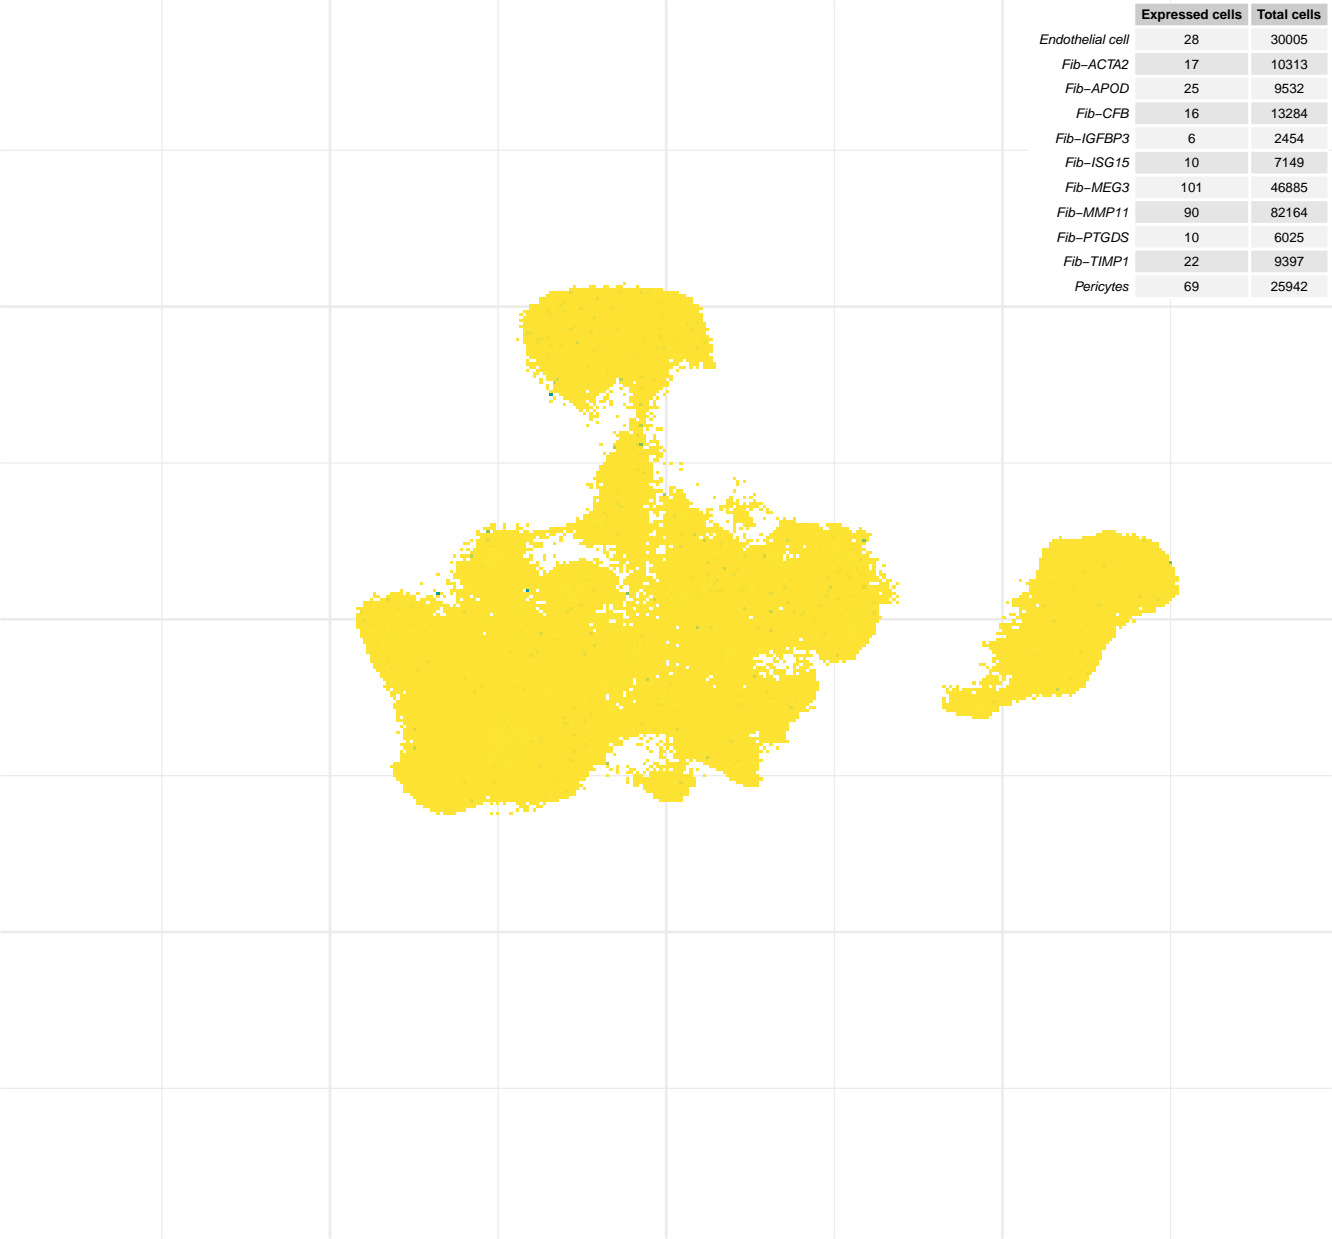 Expressed cells Total cells
Endothelial cell 28 30005
Fib−ACTA2 17 10313
Fib−APOD 25 9532
Fib−CFB 16 13284
Fib−IGFBP3 6 2454
Fib−ISG15 10 7149
Fib−MEG3 101 46885
Fib−MMP11 90 82164
Fib−PTGDS 10 6025
Fib−TIMP1 22 9397
Pericytes 69 25942